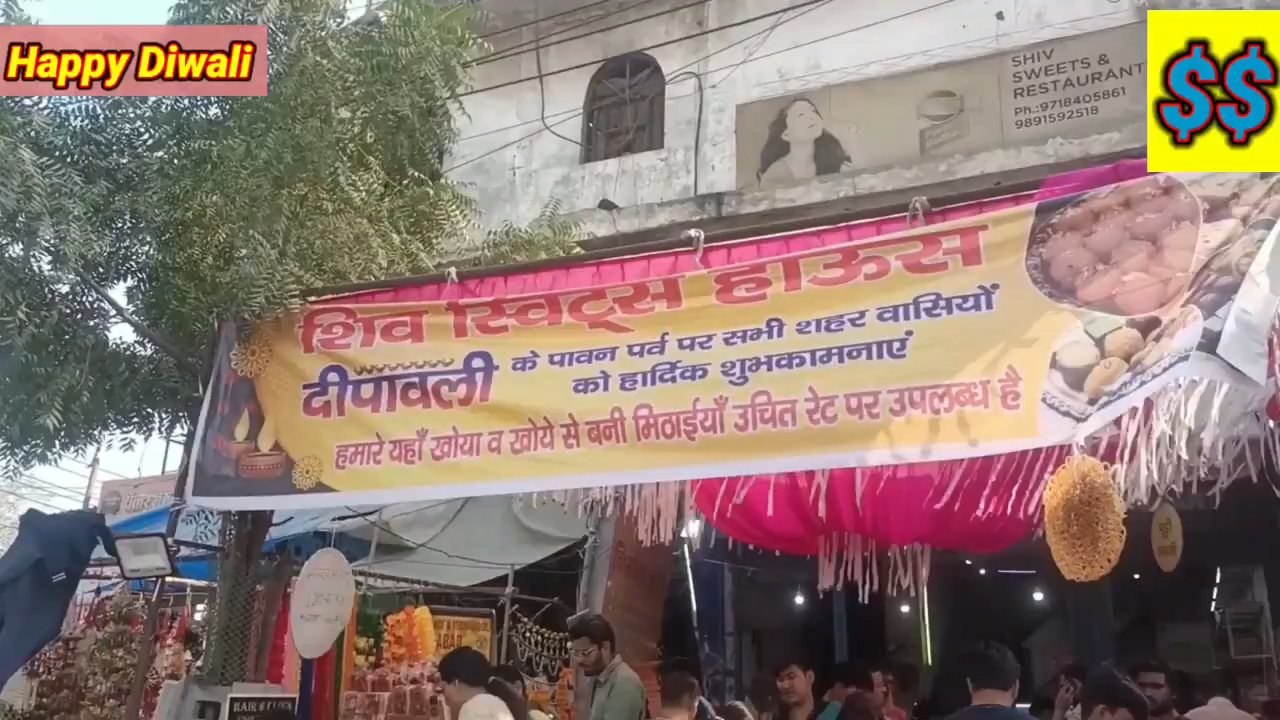 Happy Diwali
$$
SHIV
SWEETS &
RESTAURANT
Ph.:9718405861
9891592518
शिव स्विट्स हाऊस
दीपावली के पावन पर्व पर सभी शहर वासियों
को हार्दिक शुभकामनाएं
हमारे यहाँ खोया व खोये से बनी मिठाईयाँ उचित रेट पर उपलब्ध है